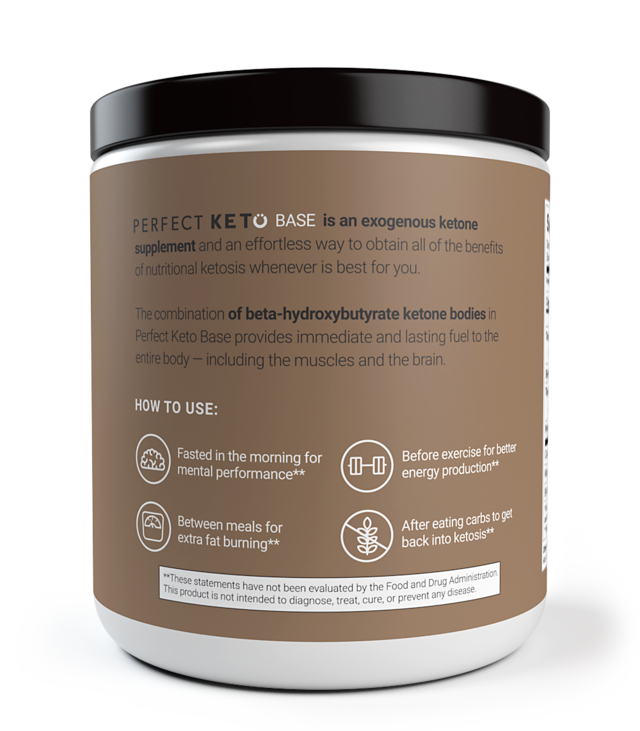 PERFECT KETO BASE is an exogenous ketone
supplement and an effortless way to obtain all of the benefits
of nutritional ketosis whenever is best for you.
The combination of beta-hydroxybutyrate ketone bodies in
Perfect Keto Base provides immediate and lasting fuel to the
entire body — including the muscles and the brain.
HOW TO USE:
Fasted in the morning for
mental performance**
Before exercise for better
energy production**
Between meals for
extra fat burning**
After eating carbs to get
back into ketosis**
**These statements have not been evaluated by the Food and Drug Administration.
This product is not intended to diagnose, treat, cure, or prevent any disease.